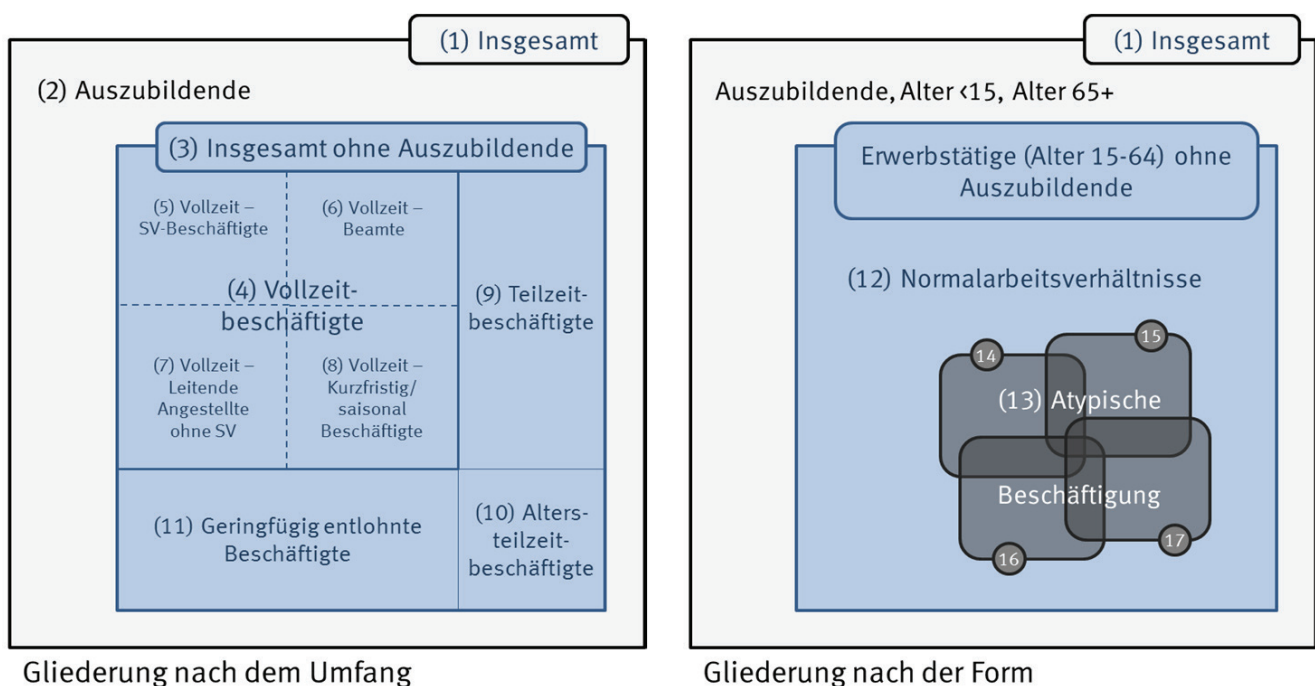 (1) Insgesamt
(2) Auszubildende
(3) Insgesamt ohne Auszubildende
(5) Vollzeit –
SV-Beschäftigte
(6) Vollzeit –
Beamte
(4) Vollzeit-
beschäftigte
(9) Teilzeit-
beschäftigte
(7) Vollzeit –
Leitende
Angestellte
ohne SV
(8) Vollzeit –
Kurzfristig/
saisonal
Beschäftigte
(11) Geringfügig entlohnte
Beschäftigte
(10) Alters-
teilzeit-
beschäftigte
Gliederung nach dem Umfang
(1) Insgesamt
Auszubildende, Alter <15, Alter 65+
Erwerbstätige (Alter 15-64) ohne
Auszubildende
(12) Normalarbeitsverhältnisse
14
15
(13) Atypische
Beschäftigung
16
17
Gliederung nach der Form